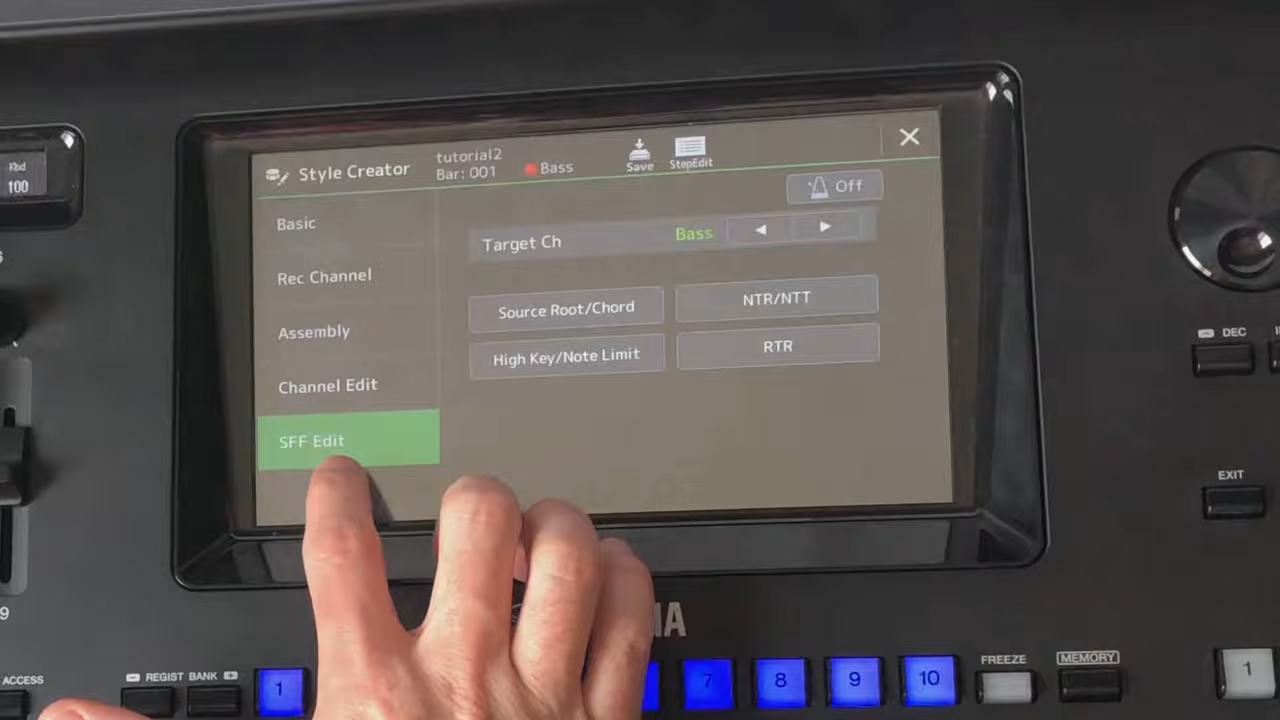 Rbd
100
Style Creator
tutorial2
Bar: 001
Bass
Save
StepEdit
Off
Basic
Target Ch
Bass
Rec Channel
Source Root/Chord
NTR/NTT
Assembly
High Key/Note Limit
RTR
Channel Edit
SFF Edit
DEC
EXIT
9
ACCESS
REGIST BANK
1
7
8
9
10
FREEZE
MEMORY
1